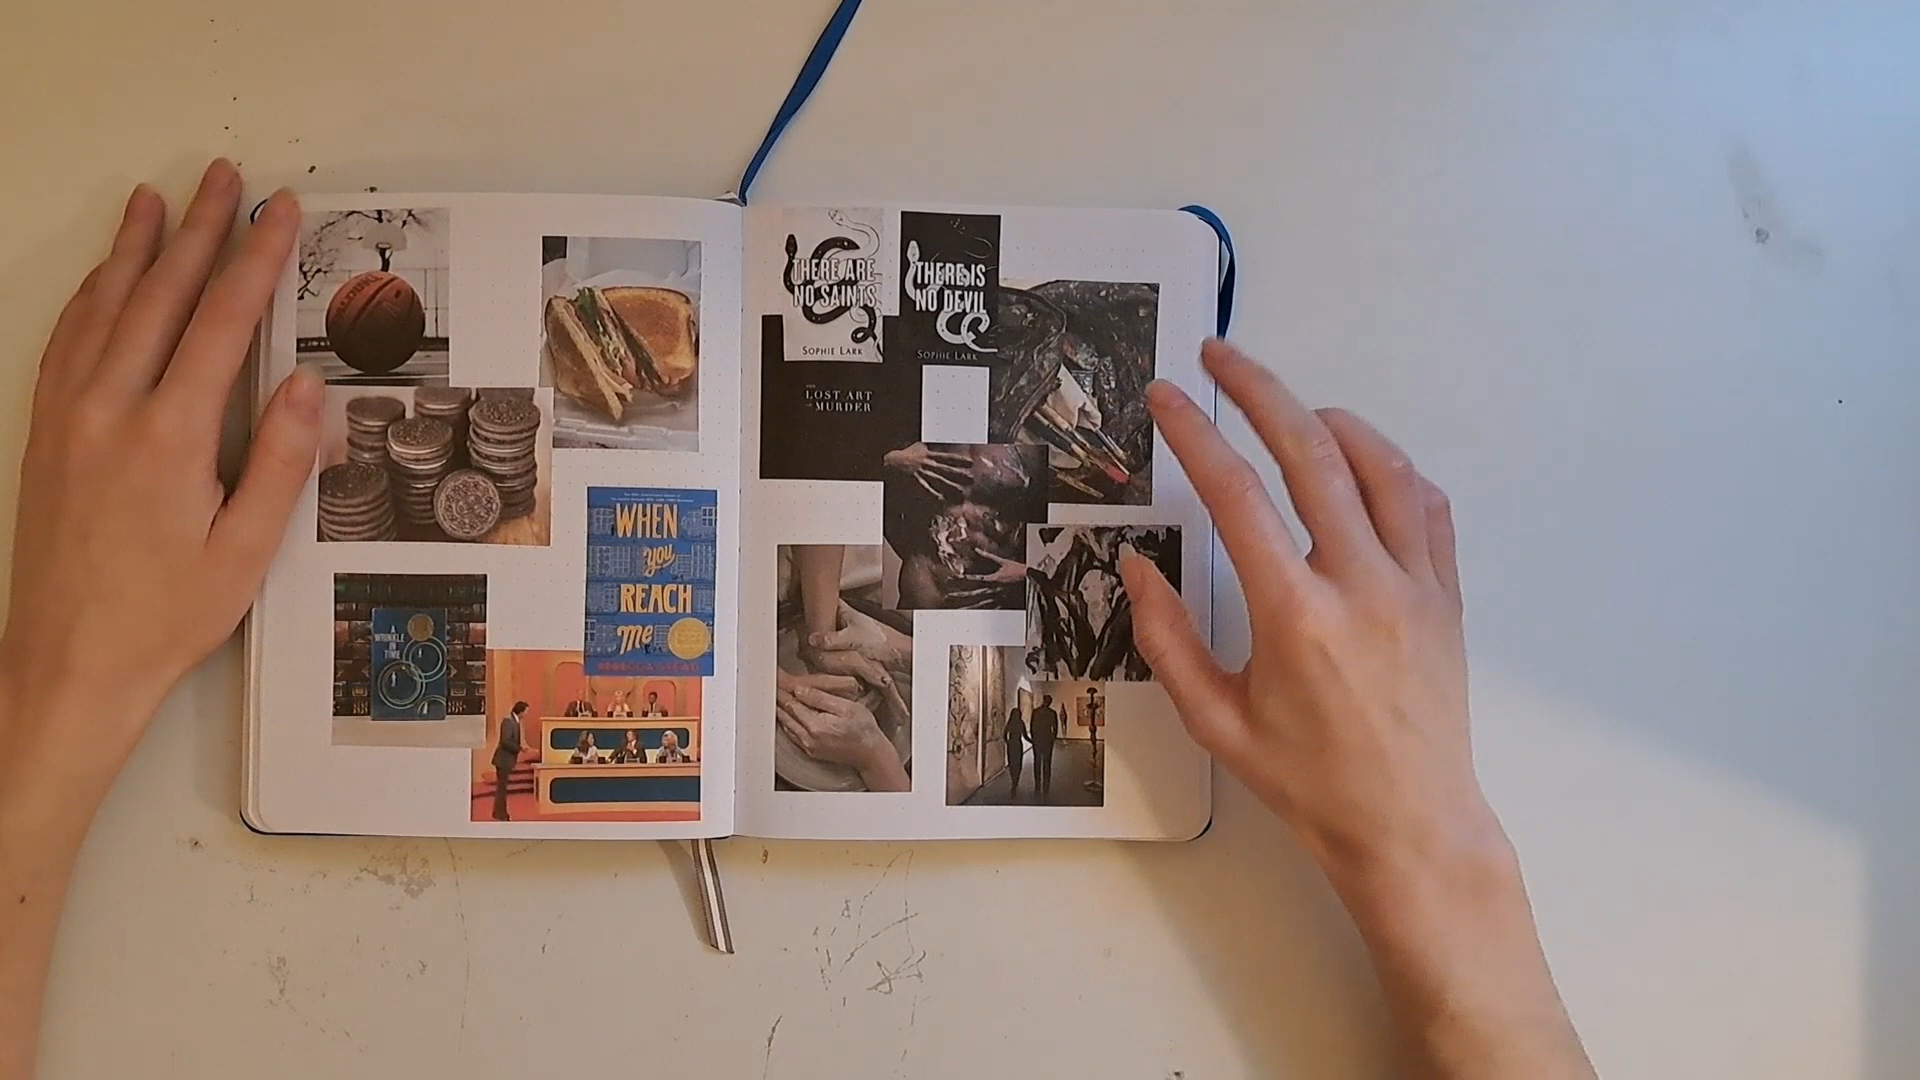 SPALDING
WHEN
you
REACH
me
A
WRINKLE
IN
TIME
THERE ARE
NO SAINTS
SOPHIE LARK
THERE IS
NO DEVIL
SOPHIE LARK
LOST ART
MURDER